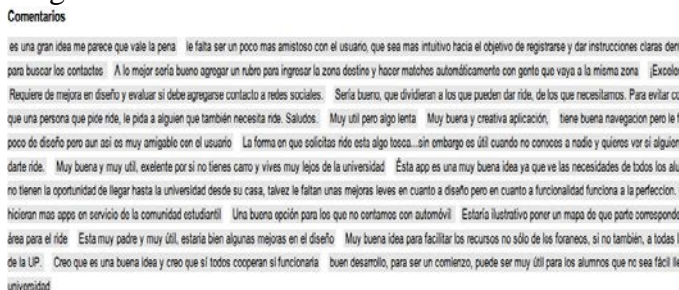 Comentarios
es una gran idea me parece que vale la pena le falta ser un poco mas amistoso con el usuario, que sea mas intuitivo hacia el objetivo de registrarse y dar instrucciones claras
para buscar los contactos A lo mejor sería bueno agregar un rubro para ingresar la zona destino y hacer matches automáticamente con gente que vaya a la misma zona
Requiere de mejora en diseño y evaluar si debe agregarse contacto a redes sociales. Sería bueno, que dividieran a los que pueden dar ride, de los que necesitamos. Para evitar
que una persona que pide ride, le pida a alguien que también necesita ride. Saludos. Muy util pero algo lenta Muy buena y creativa aplicación, tiene buena navegacion pero le
poco de diseño pero aun asi es muy amigable con el usuario La forma en que solicitas ride esta algo tosca...sin embargo es útil cuando no conoces a nadie y quieres ver si
darte ride. Muy buena y muy util, exelente por si no tienes carro y vives muy lejos de la universidad Ésta app es una muy buena idea ya que ve las necesidades de todos los
no tienen la oportunidad de llegar hasta la universidad desde su casa, talvez le faltan unas mejoras leves en cuanto a diseño pero en cuanto a funcionalidad funciona a la perfeccion.
hicieran mas apps en servicio de la comunidad estudiantil Una buena opción para los que no contamos con automóvil Estaría ilustrativo poner un mapa de que parte
área para el ride Esta muy padre y muy útil, estaria bien algunas mejoras en el diseño Muy buena idea para facilitar los recursos no sólo de los foraneos, si no también, a todas
de la UP. Creo que es una buena idea y creo que sí todos cooperan sí funcionaria buen desarrollo, para ser un comienzo, puede ser muy útil para los alumnos que no sea fácil
universidad